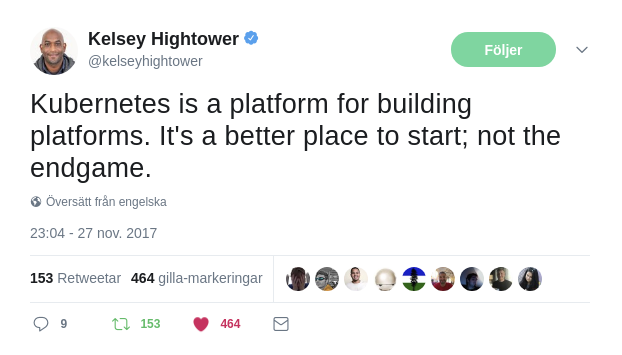 Kelsey Hightower
@kelseyhightower
Följer
Kubernetes is a platform for building
platforms. It's a better place to start; not the
endgame.
Översätt från engelska
23:04 - 27 nov. 2017
153 Retweetar 464 gilla-markeringar
9 153 464